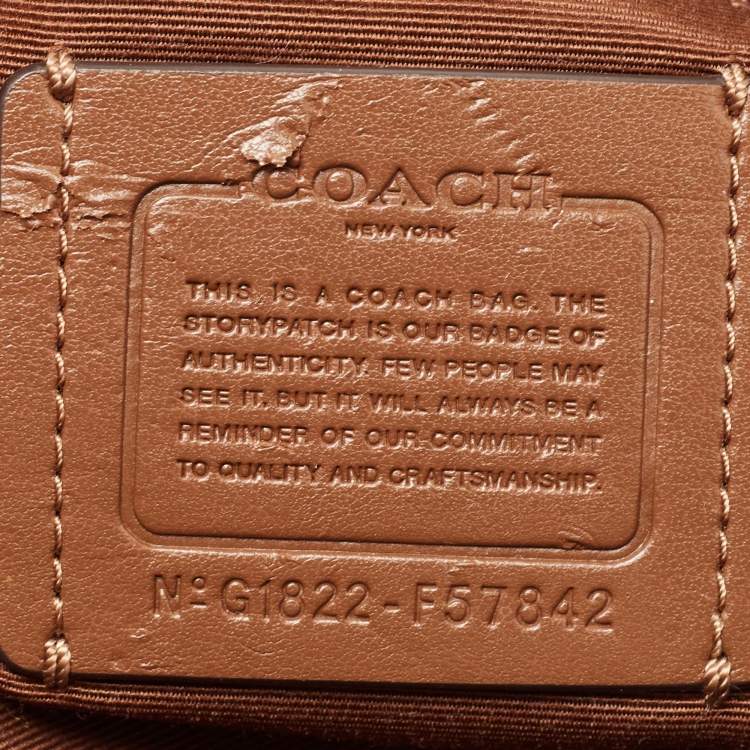 COACH
NEW YORK
THIS IS A COACH BAG. THE
STORYPATCH IS OUR BADGE OF
AUTHENTICITY. FEW PEOPLE MAY
SEE IT. BUT IT WILL ALWAYS BE A
REMINDER OF OUR COMMITMENT
TO QUALITY AND CRAFTSMANSHIP.
Nº G1822-F57842